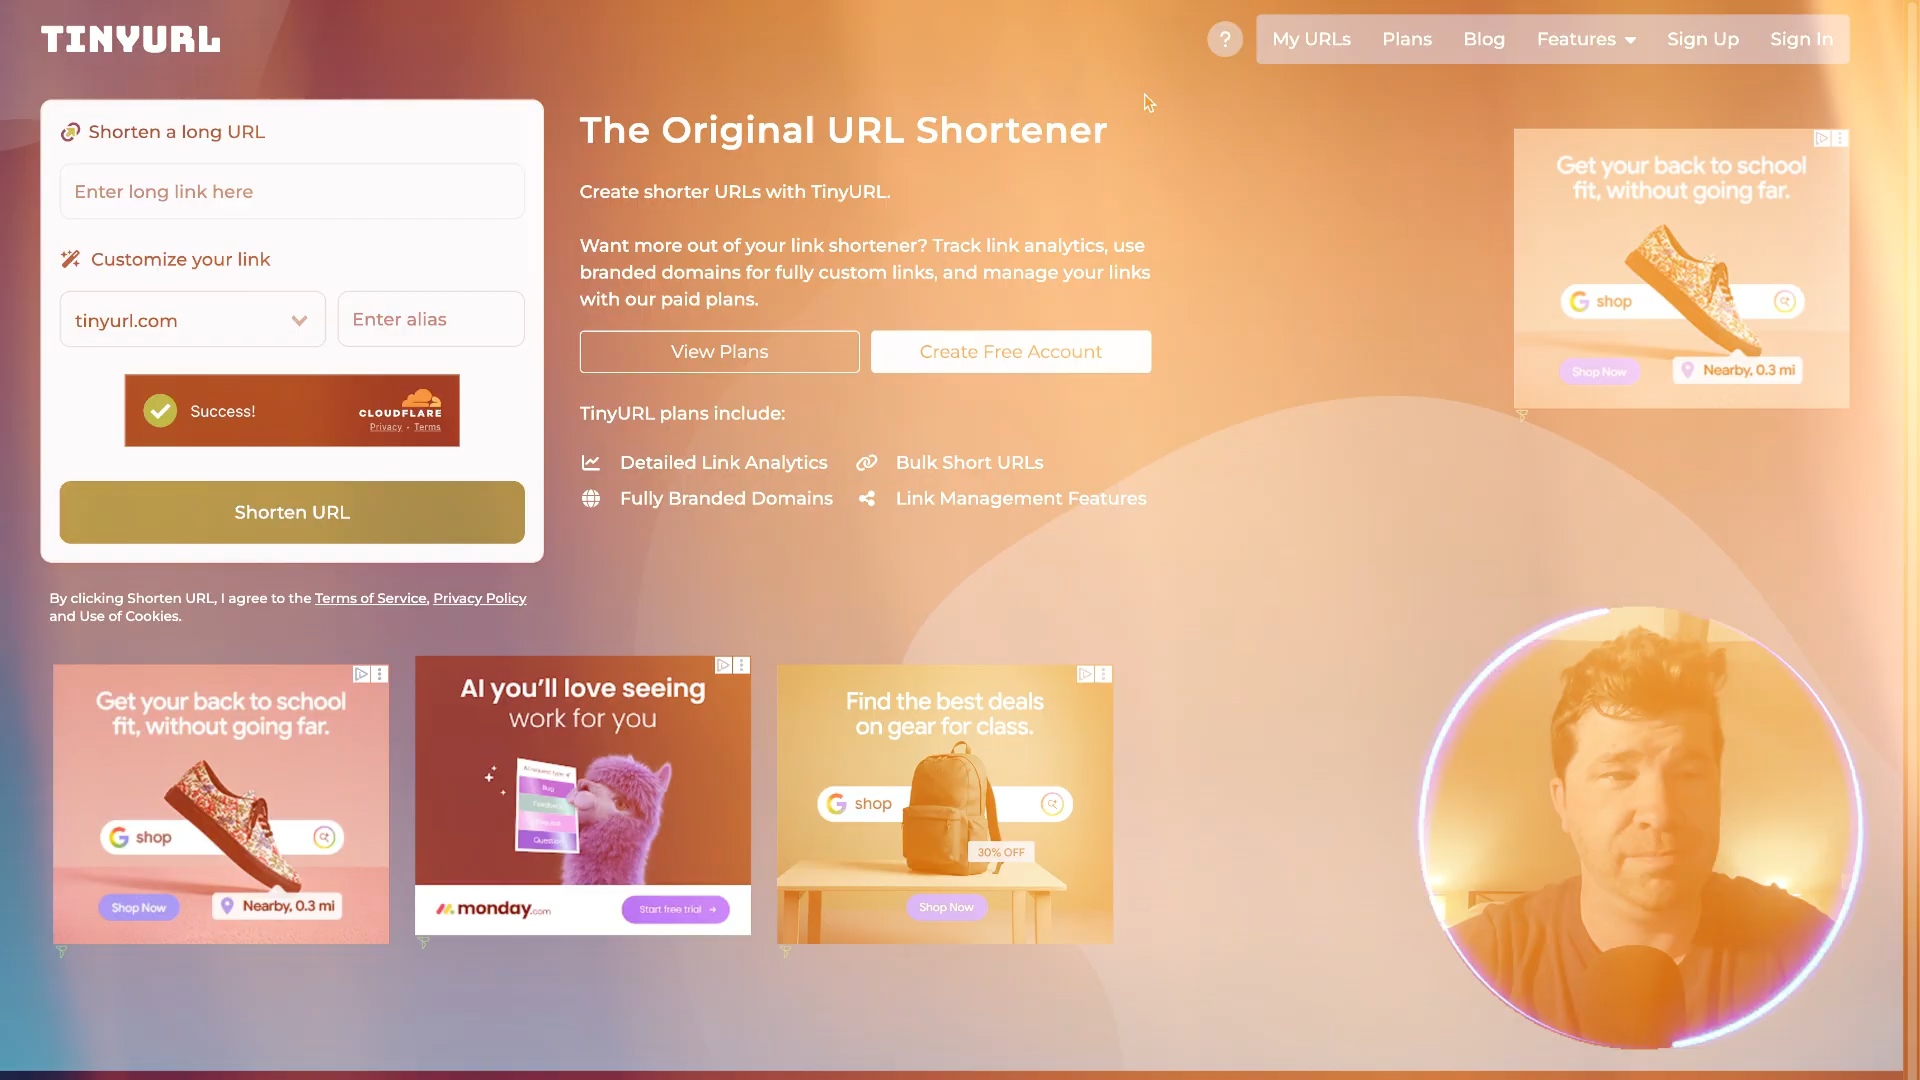 TINYURL
?
My URLs
Plans
Blog
Features
Sign Up
Sign In
Shorten a long URL
Enter long link here
Customize your link
tinyurl.com
Enter alias
Success!
CLOUDFLARE
Privacy • Terms
Shorten URL
By clicking Shorten URL, I agree to the Terms of Service, Privacy Policy
and Use of Cookies.
The Original URL Shortener
Create shorter URLs with TinyURL.
Want more out of your link shortener? Track link analytics, use
branded domains for fully custom links, and manage your links
with our paid plans.
View Plans
Create Free Account
TinyURL plans include:
Detailed Link Analytics
Bulk Short URLs
Fully Branded Domains
Link Management Features
Get your back to school
fit, without going far.
G shop
Shop Now
Nearby, 0.3 mi
Get your back to school
fit, without going far.
G shop
Shop Now
Nearby, 0.3 mi
AI you'll love seeing
work for you
AI request type
Bug
Feedback
Request
Question
monday.com
Start free trial →
Find the best deals
on gear for class.
G shop
30% OFF
Shop Now